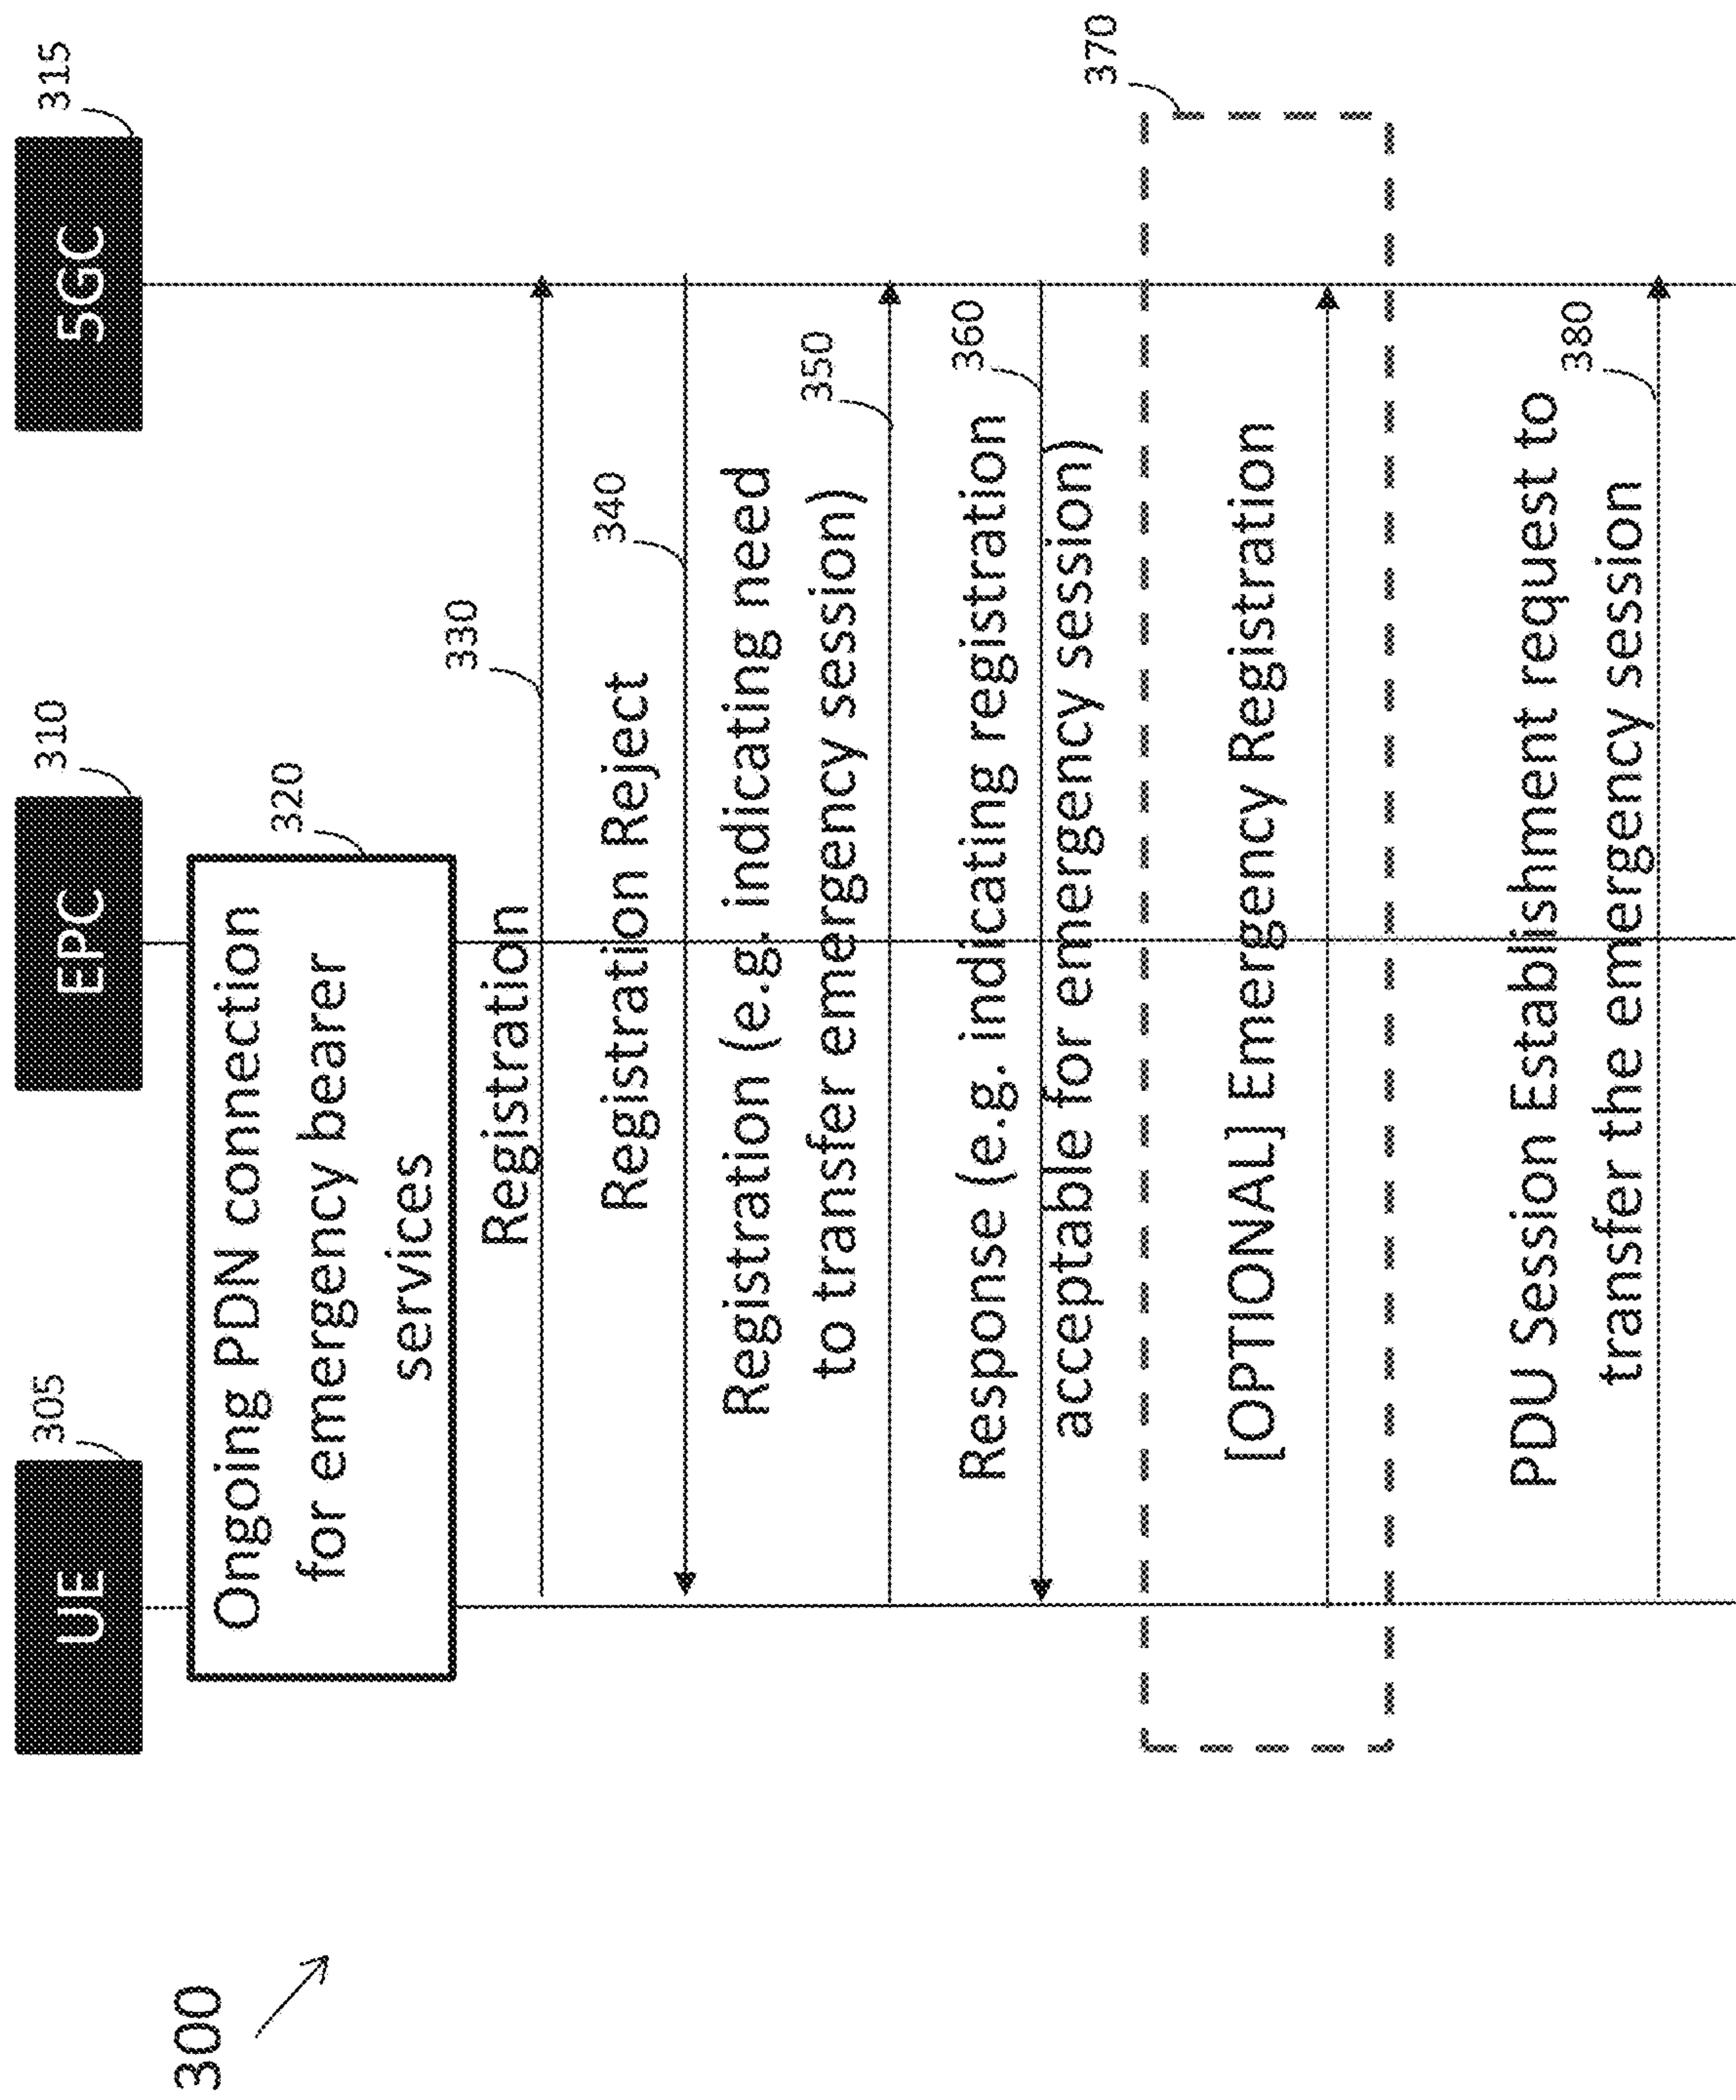 300
UE
305
EPC
310
5GC
315
Ongoing PDN connection
for emergency bearer
services
320
Registration
330
Registration Reject
340
Registration (e.g. indicating need
to transfer emergency session)
350
Response (e.g. indicating registration
acceptable for emergency session)
360
370
[OPTIONAL] Emergency Registration
PDU Session Establishment request to
transfer the emergency session
380